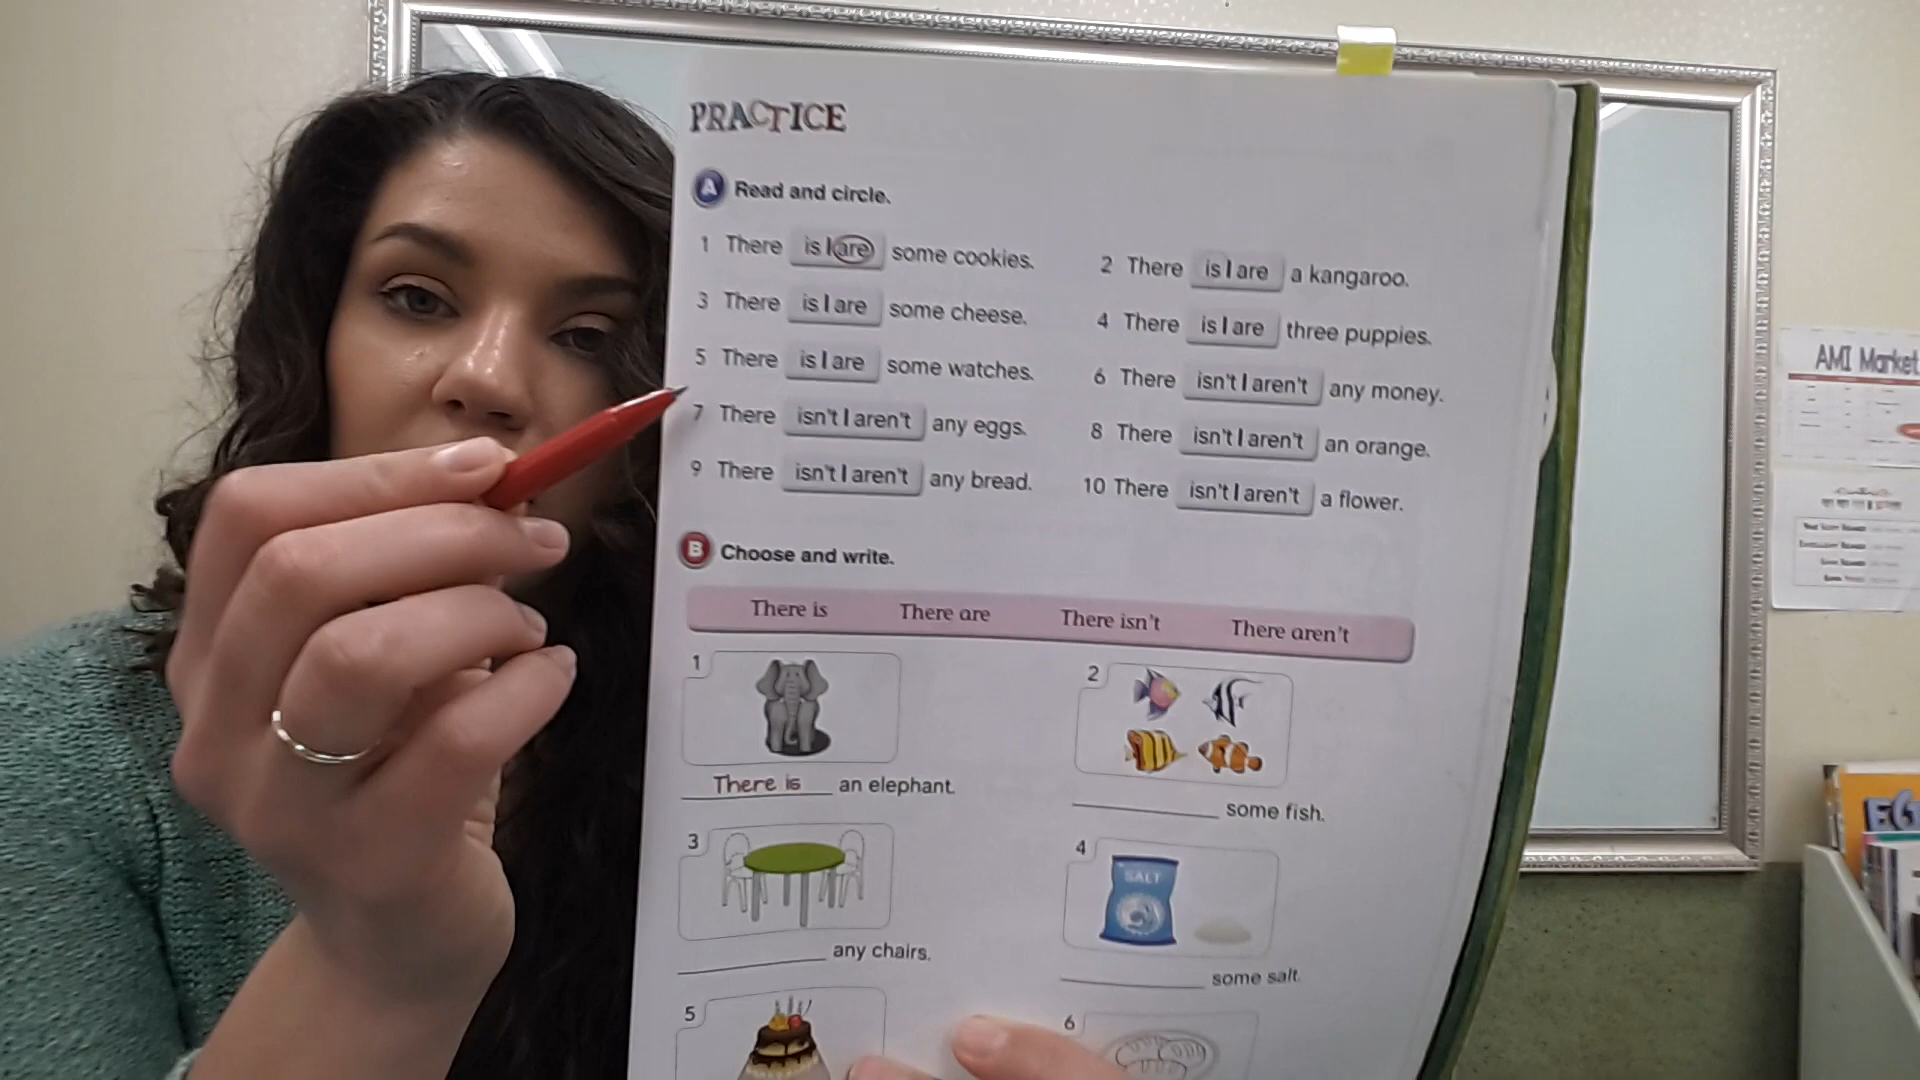 PRACTICE
A Read and circle.
1 There is | are some cookies.
2 There is | are a kangaroo.
3 There is | are some cheese.
4 There is | are three puppies.
5 There is | are some watches.
6 There isn't | aren't any money.
7 There isn't | aren't any eggs.
8 There isn't | aren't an orange.
9 There isn't | aren't any bread.
10 There isn't | aren't a flower.
B Choose and write.
There is There are There isn't There aren't
1
2
There is an elephant.
some fish.
3
4
SALT
any chairs.
some salt.
5
6
AMI Market